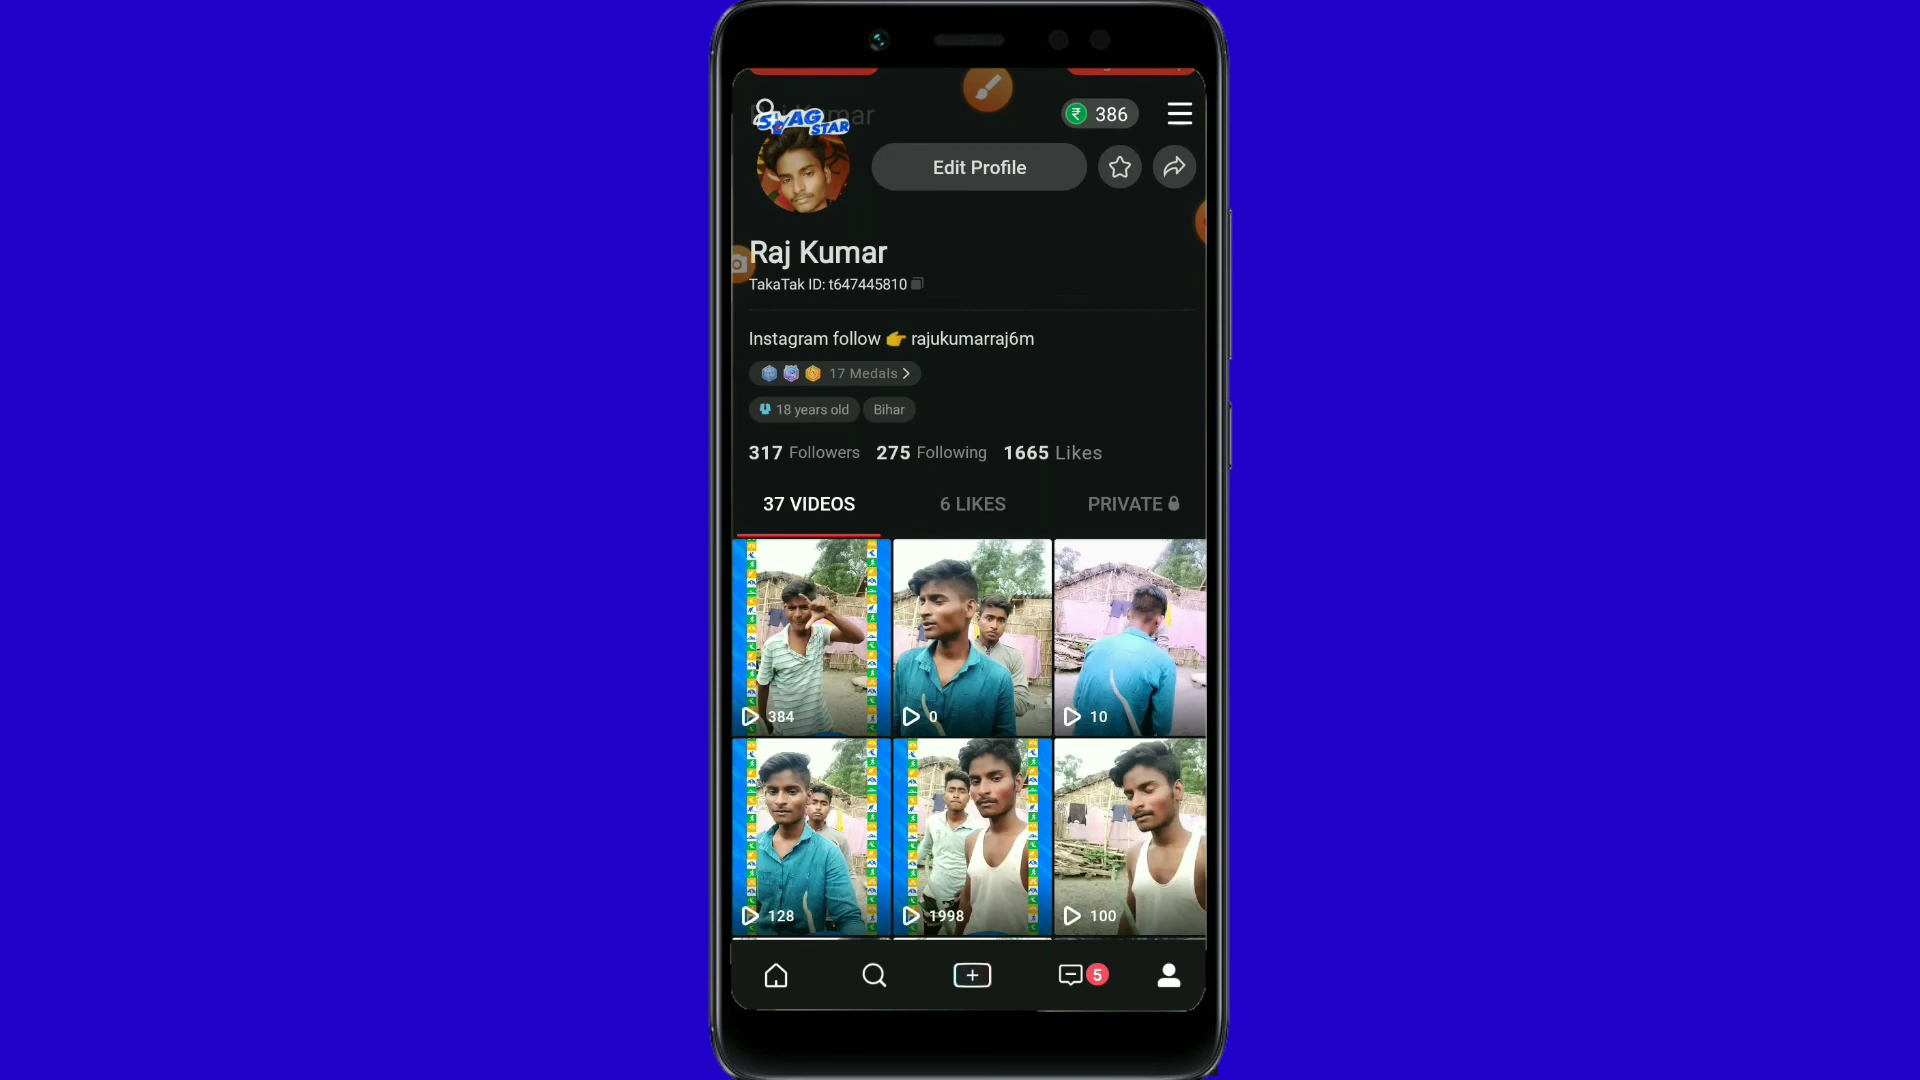 SWAG
STAR
₹ 386
Edit Profile
Raj Kumar
TakaTak ID: t647445810
Instagram follow 👉 rajukumarraj6m
17 Medals >
18 years old Bihar
317 Followers 275 Following 1665 Likes
37 VIDEOS 6 LIKES PRIVATE
384 0 10
128 1998 100
5